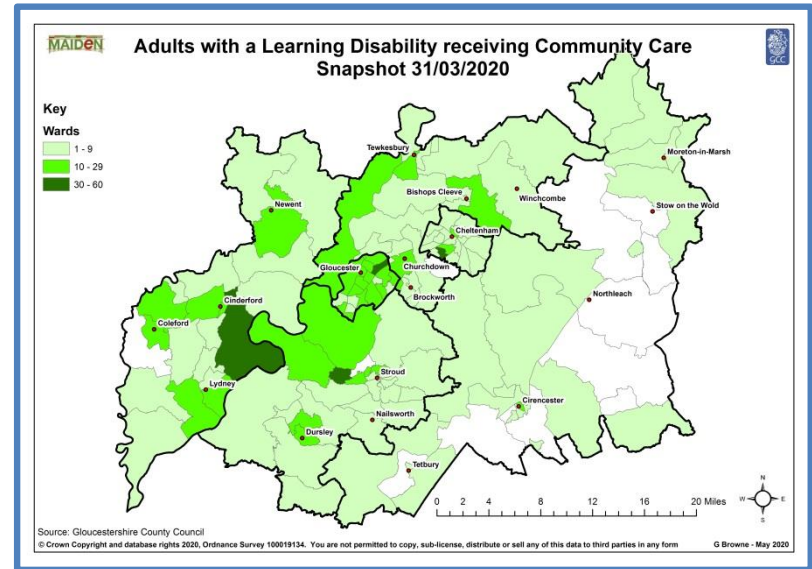 MAIDEN
Adults with a Learning Disability receiving Community Care
Snapshot 31/03/2020
GCC
Key
Wards
1 - 9
10 - 29
30 - 60
Tewkesbury
Moreton-in-Marsh
Bishops Cleeve
Winchcombe
Newent
Stow on the Wold
Cheltenham
Gloucester
Churchdown
Brockworth
Cinderford
Northleach
Coleford
Stroud
Lydney
Cirencester
Nailsworth
Dursley
Tetbury
N
W E
S
0 2 4 8 12 16 20 Miles
Source: Gloucestershire County Council
© Crown Copyright and database rights 2020, Ordnance Survey 100019134. You are not permitted to copy, sub-license, distribute or sell any of this data to third parties in any form G Browne - May 2020